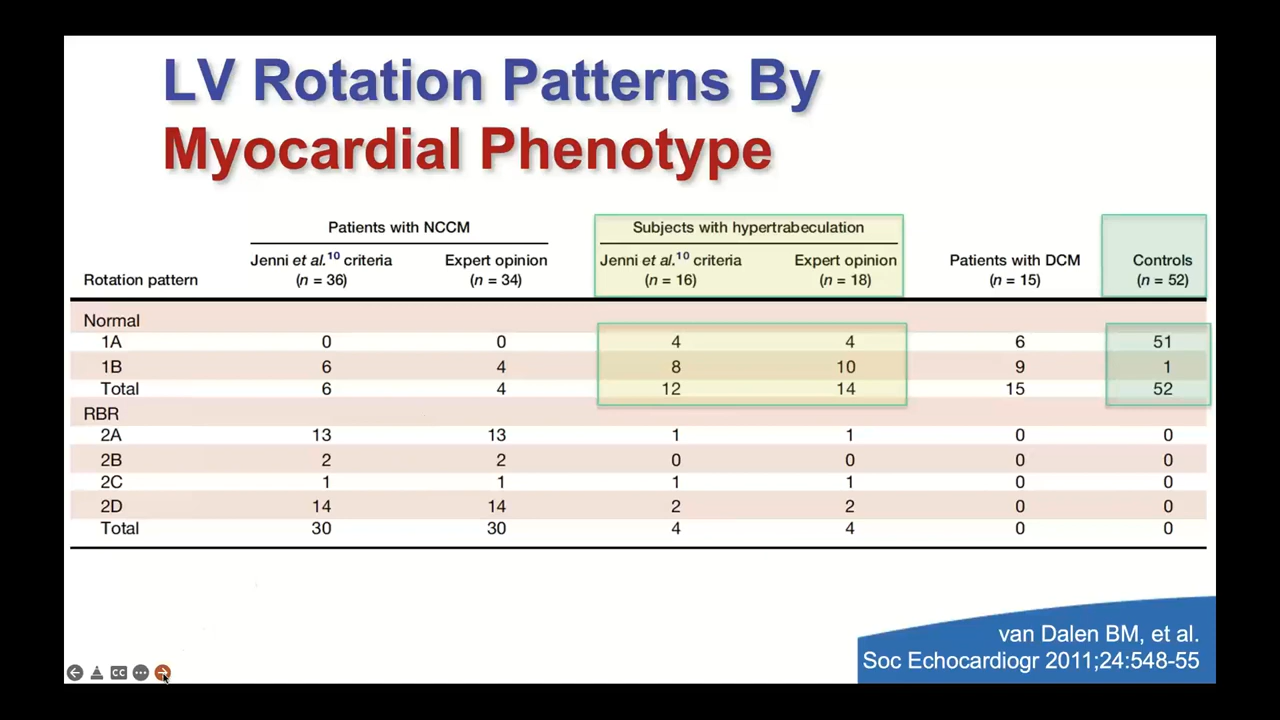 LV Rotation Patterns By
Myocardial Phenotype
Patients with NCCM Subjects with hypertrabeculation
Rotation pattern Jenni et al.10 criteria (n = 36) Expert opinion (n = 34) Jenni et al.10 criteria (n = 16) Expert opinion (n = 18) Patients with DCM (n = 15) Controls (n = 52)
Normal
1A 0 0 4 4 6 51
1B 6 4 8 10 9 1
Total 6 4 12 14 15 52
RBR
2A 13 13 1 1 0 0
2B 2 2 0 0 0 0
2C 1 1 1 1 0 0
2D 14 14 2 2 0 0
Total 30 30 4 4 0 0
van Dalen BM, et al.
Soc Echocardiogr 2011;24:548-55
CC